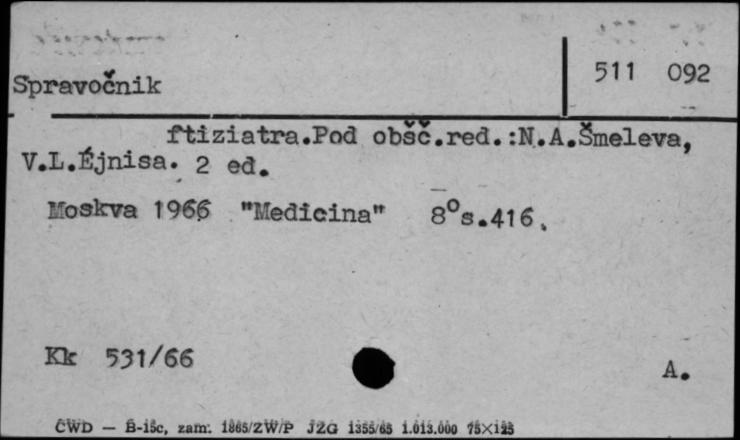 511 092
Spravočnik
ftiziatra.Pod obšč.red.:N.A.Šmeleva,
V.L.Éjnisa. 2 ed.
Moskva 1966 "Medicina" 8°s.416.
Kk 531/66
A.
ČWD — B-iśc, zam. 1865/ZW/P JZG 1355/65 1.013.000 75×125